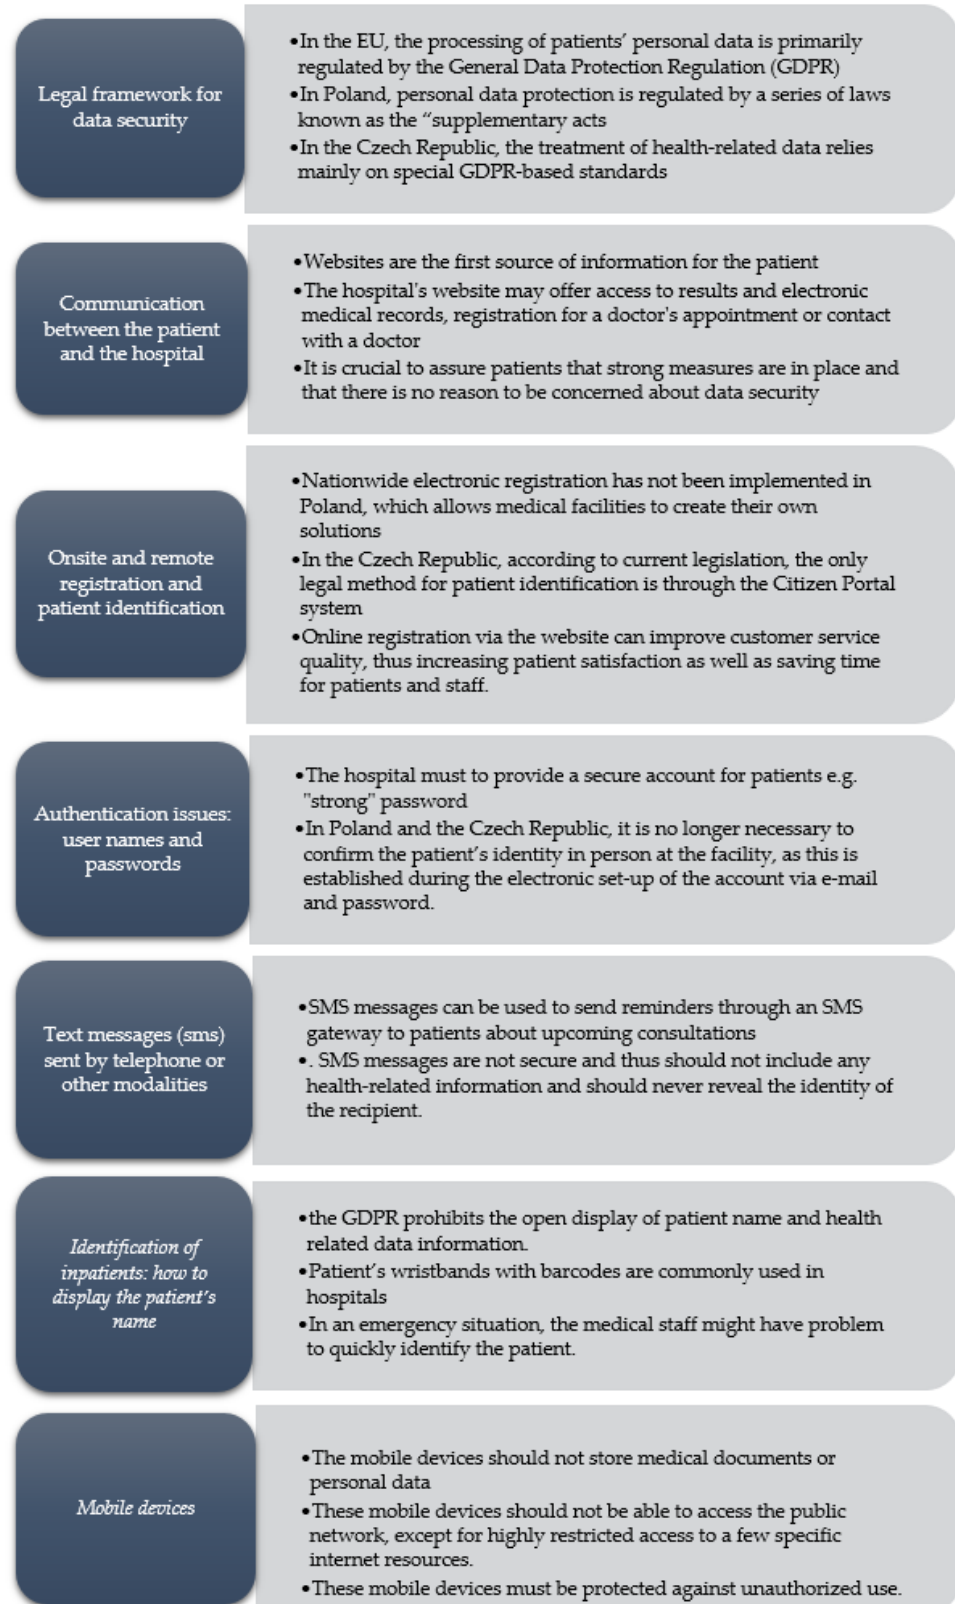 Legal framework for
data security
•In the EU, the processing of patients’ personal data is primarily
regulated by the General Data Protection Regulation (GDPR)
•In Poland, personal data protection is regulated by a series of laws
known as the “supplementary acts
•In the Czech Republic, the treatment of health-related data relies
mainly on special GDPR-based standards
Communication
between the patient
and the hospital
•Websites are the first source of information for the patient
•The hospital's website may offer access to results and electronic
medical records, registration for a doctor's appointment or contact
with a doctor
•It is crucial to assure patients that strong measures are in place and
that there is no reason to be concerned about data security
Onsite and remote
registration and
patient identification
•Nationwide electronic registration has not been implemented in
Poland, which allows medical facilities to create their own
solutions
•In the Czech Republic, according to current legislation, the only
legal method for patient identification is through the Citizen Portal
system
•Online registration via the website can improve customer service
quality, thus increasing patient satisfaction as well as saving time
for patients and staff.
Authentication issues:
user names and
passwords
•The hospital must to provide a secure account for patients e.g.
"strong" password
•In Poland and the Czech Republic, it is no longer necessary to
confirm the patient’s identity in person at the facility, as this is
established during the electronic set-up of the account via e-mail
and password.
Text messages (sms)
sent by telephone or
other modalities
•SMS messages can be used to send reminders through an SMS
gateway to patients about upcoming consultations
•. SMS messages are not secure and thus should not include any
health-related information and should never reveal the identity of
the recipient.
Identification of
inpatients: how to
display the patient’s
name
•the GDPR prohibits the open display of patient name and health
related data information.
•Patient’s wristbands with barcodes are commonly used in
hospitals
•In an emergency situation, the medical staff might have problem
to quickly identify the patient.
Mobile devices
•The mobile devices should not store medical documents or
personal data
•These mobile devices should not be able to access the public
network, except for highly restricted access to a few specific
internet resources.
•These mobile devices must be protected against unauthorized use.